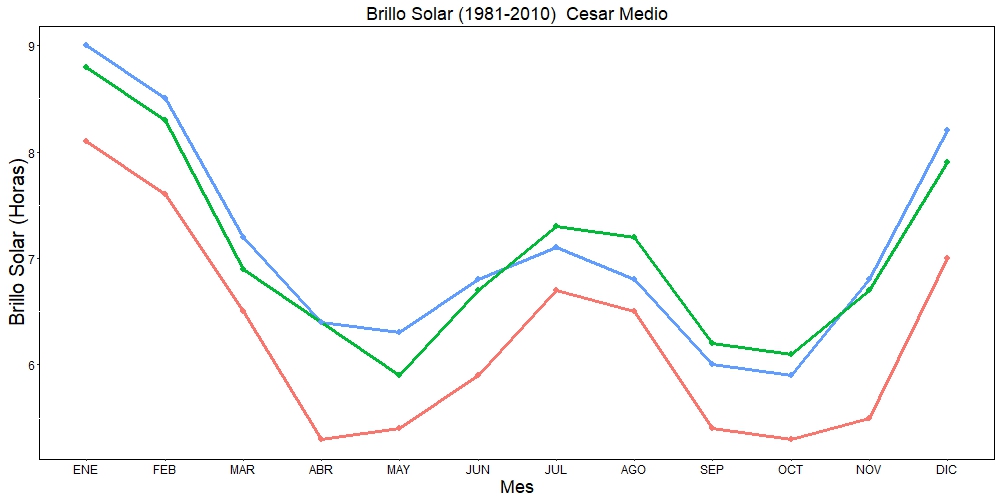 Brillo Solar (1981-2010)  Cesar Medio
Brillo Solar (Horas)
9
8
7
6
ENE FEB MAR ABR MAY JUN JUL AGO SEP OCT NOV DIC
Mes